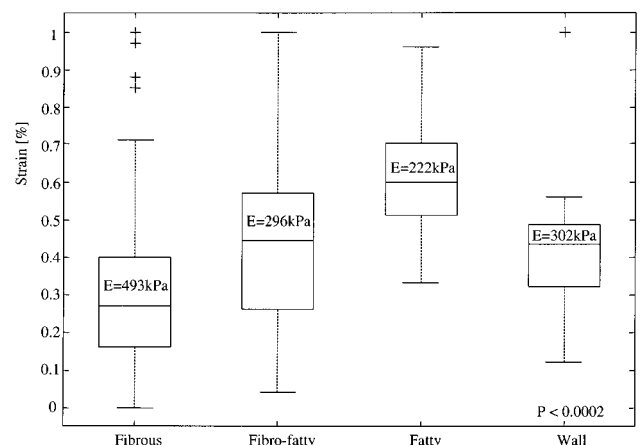 1
0.9
0.8
0.7
0.6
0.5
0.4
0.3
0.2
0.1
0
Strain [%]
E=493kPa
E=296kPa
E=222kPa
E=302kPa
P < 0.0002
Fibrous
Fibro-fatty
Fatty
Wall